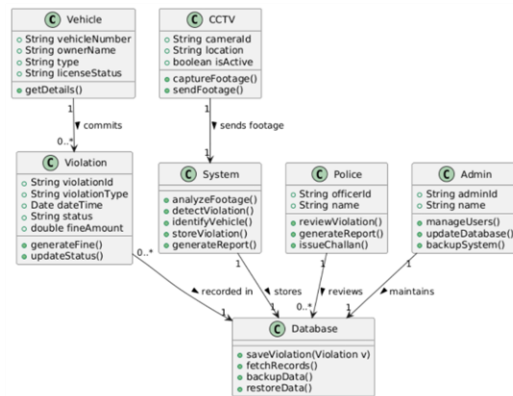 C Vehicle
String vehicleNumber
String ownerName
String type
String licenseStatus
getDetails()
C CCTV
String cameraId
String location
boolean isActive
captureFootage()
sendFootage()
1
commits
0..*
1
sends footage
1
C Violation
String violationId
String violationType
Date dateTime
String status
double fineAmount
generateFine()
updateStatus()
C System
analyzeFootage()
detectViolation()
identifyVehicle()
storeViolation()
generateReport()
C Police
String officerId
String name
reviewViolation()
generateReport()
issueChallan()
C Admin
String adminId
String name
manageUsers()
updateDatabase()
backupSystem()
0..*
recorded in
1
1
stores
1
1
reviews
0..*
1
maintains
1
C Database
saveViolation(Violation v)
fetchRecords()
backupData()
restoreData()